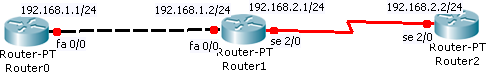 192.168.1.1/24 192.168.1.2/24 192.168.2.1/24 192.168.2.2/24
fa 0/0 fa 0/0 se 2/0 se 2/0
Router-PT Router-PT Router-PT
Router0 Router1 Router2